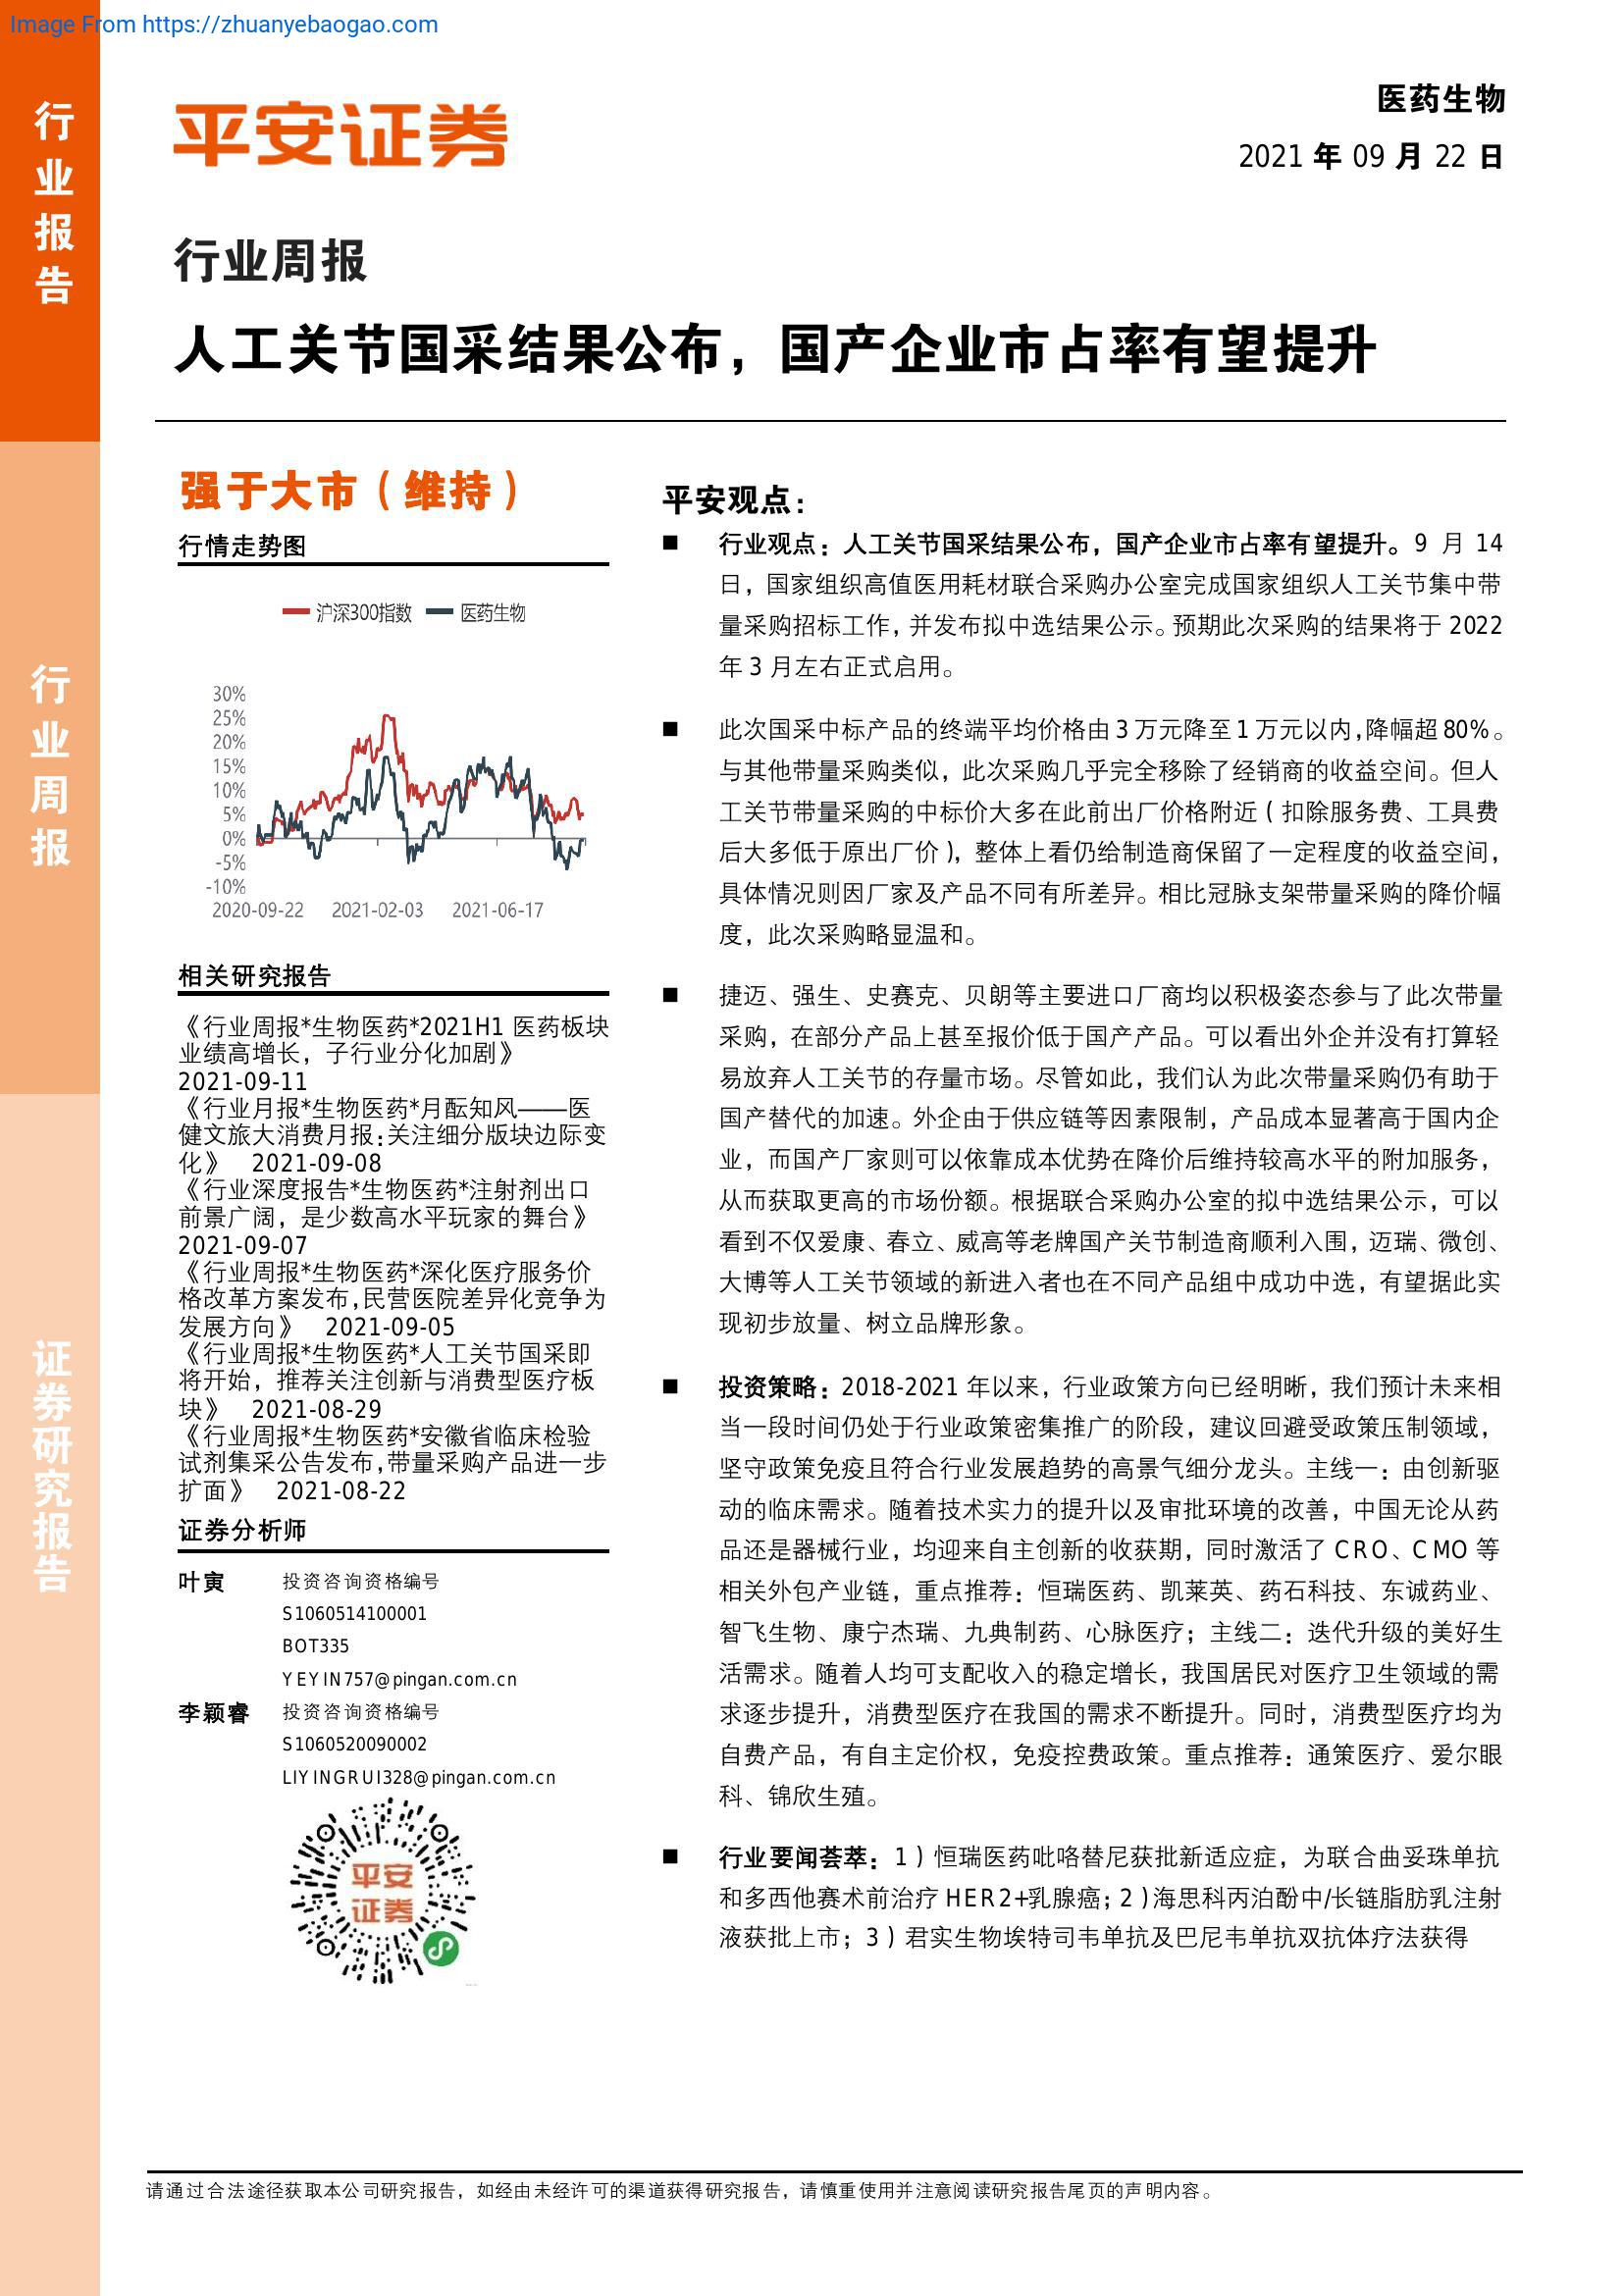 Image From https://zhuanyebaogao.com
行业报告
行业周报
证券研究报告
平安证券
医药生物
2021 年 09 月 22 日
行业周报
人工关节国采结果公布，国产企业市占率有望提升
强于大市（维持）
行情走势图
沪深300指数 医药生物
30%
25%
20%
15%
10%
5%
0%
-5%
-10%
2020-09-22 2021-02-03 2021-06-17
相关研究报告
《行业周报*生物医药*2021H1 医药板块
业绩高增长，子行业分化加剧》
2021-09-11
《行业月报*生物医药*月酝知风——医
健文旅大消费月报:关注细分版块边际变
化》 2021-09-08
《行业深度报告*生物医药*注射剂出口
前景广阔，是少数高水平玩家的舞台》
2021-09-07
《行业周报*生物医药*深化医疗服务价
格改革方案发布,民营医院差异化竞争为
发展方向》 2021-09-05
《行业周报*生物医药*人工关节国采即
将开始，推荐关注创新与消费型医疗板
块》 2021-08-29
《行业周报*生物医药*安徽省临床检验
试剂集采公告发布,带量采购产品进一步
扩面》 2021-08-22
证券分析师
叶寅 投资咨询资格编号
S1060514100001
BOT335
YEYIN757@pingan.com.cn
李颖睿 投资咨询资格编号
S1060520090002
LIYINGRUI328@pingan.com.cn
平安
证券
平安观点：
■ 行业观点：人工关节国采结果公布，国产企业市占率有望提升。9 月 14
日，国家组织高值医用耗材联合采购办公室完成国家组织人工关节集中带
量采购招标工作，并发布拟中选结果公示。预期此次采购的结果将于 2022
年 3 月左右正式启用。
■ 此次国采中标产品的终端平均价格由 3 万元降至 1 万元以内,降幅超 80%。
与其他带量采购类似，此次采购几乎完全移除了经销商的收益空间。但人
工关节带量采购的中标价大多在此前出厂价格附近（扣除服务费、工具费
后大多低于原出厂价），整体上看仍给制造商保留了一定程度的收益空间，
具体情况则因厂家及产品不同有所差异。相比冠脉支架带量采购的降价幅
度，此次采购略显温和。
■ 捷迈、强生、史赛克、贝朗等主要进口厂商均以积极姿态参与了此次带量
采购，在部分产品上甚至报价低于国产产品。可以看出外企并没有打算轻
易放弃人工关节的存量市场。尽管如此，我们认为此次带量采购仍有助于
国产替代的加速。外企由于供应链等因素限制，产品成本显著高于国内企
业，而国产厂家则可以依靠成本优势在降价后维持较高水平的附加服务，
从而获取更高的市场份额。根据联合采购办公室的拟中选结果公示，可以
看到不仅爱康、春立、威高等老牌国产关节制造商顺利入围，迈瑞、微创、
大博等人工关节领域的新进入者也在不同产品组中成功中选，有望据此实
现初步放量、树立品牌形象。
■ 投资策略：2018-2021 年以来，行业政策方向已经明晰，我们预计未来相
当一段时间仍处于行业政策密集推广的阶段，建议回避受政策压制领域，
坚守政策免疫且符合行业发展趋势的高景气细分龙头。主线一：由创新驱
动的临床需求。随着技术实力的提升以及审批环境的改善，中国无论从药
品还是器械行业，均迎来自主创新的收获期，同时激活了 CRO、CMO 等
相关外包产业链，重点推荐：恒瑞医药、凯莱英、药石科技、东诚药业、
智飞生物、康宁杰瑞、九典制药、心脉医疗；主线二：迭代升级的美好生
活需求。随着人均可支配收入的稳定增长，我国居民对医疗卫生领域的需
求逐步提升，消费型医疗在我国的需求不断提升。同时，消费型医疗均为
自费产品，有自主定价权，免疫控费政策。重点推荐：通策医疗、爱尔眼
科、锦欣生殖。
■ 行业要闻荟萃：1）恒瑞医药吡咯替尼获批新适应症，为联合曲妥珠单抗
和多西他赛术前治疗 HER2+乳腺癌；2）海思科丙泊酚中/长链脂肪乳注射
液获批上市；3）君实生物埃特司韦单抗及巴尼韦单抗双抗体疗法获得
请通过合法途径获取本公司研究报告，如经由未经许可的渠道获得研究报告，请慎重使用并注意阅读研究报告尾页的声明内容。